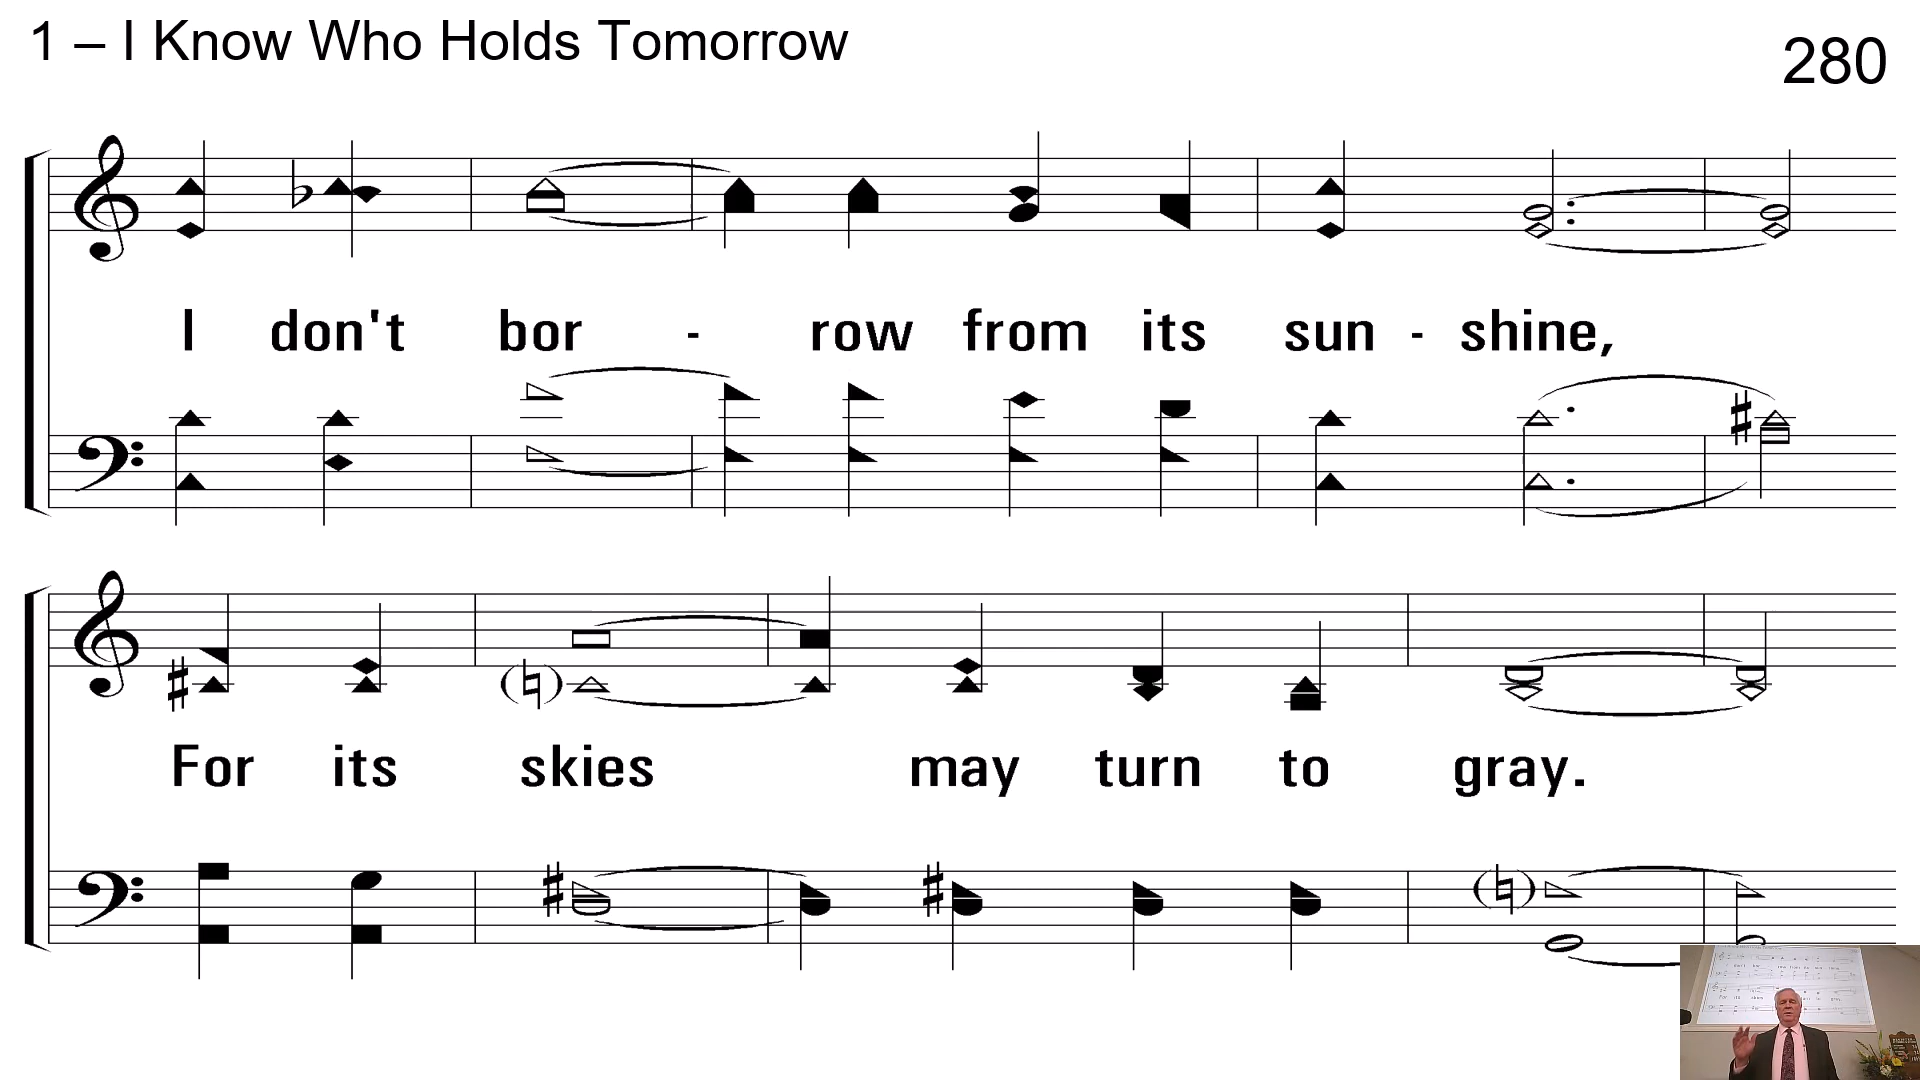 1 – I Know Who Holds Tomorrow
280
I don't bor - row from its sun - shine,
For its skies may turn to gray.